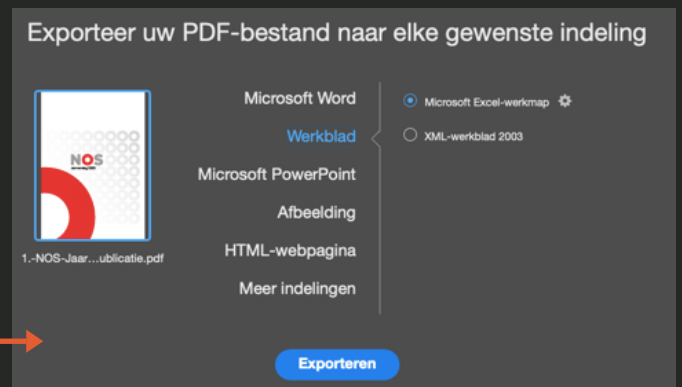 Exporteer uw PDF-bestand naar elke gewenste indeling
Microsoft Word
Werkblad
Microsoft PowerPoint
Afbeelding
HTML-webpagina
Meer indelingen
Microsoft Excel-werkmap
XML-werkblad 2003
NOS
1.-NOS-Jaar...ublicatie.pdf
Exporteren